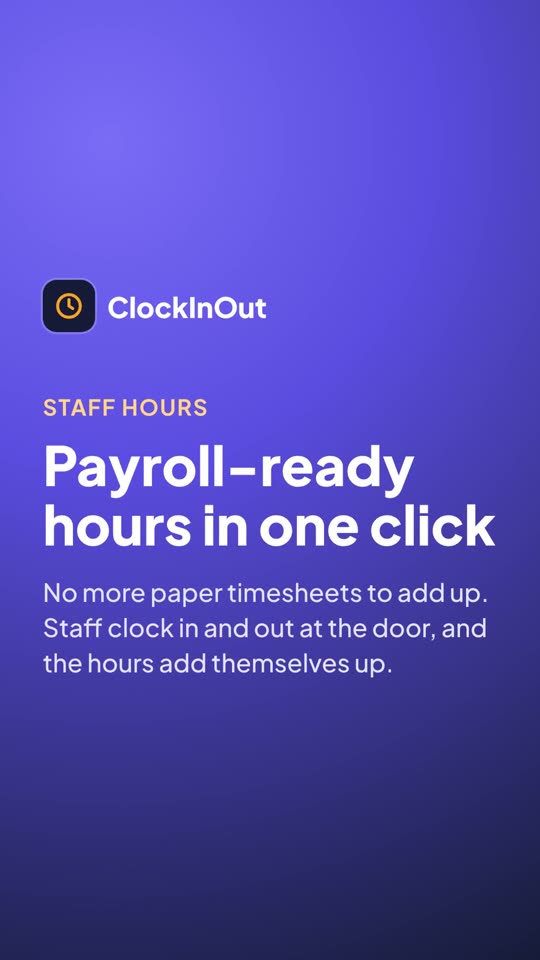 ClockInOut
STAFF HOURS
Payroll-ready
hours in one click
No more paper timesheets to add up.
Staff clock in and out at the door, and
the hours add themselves up.